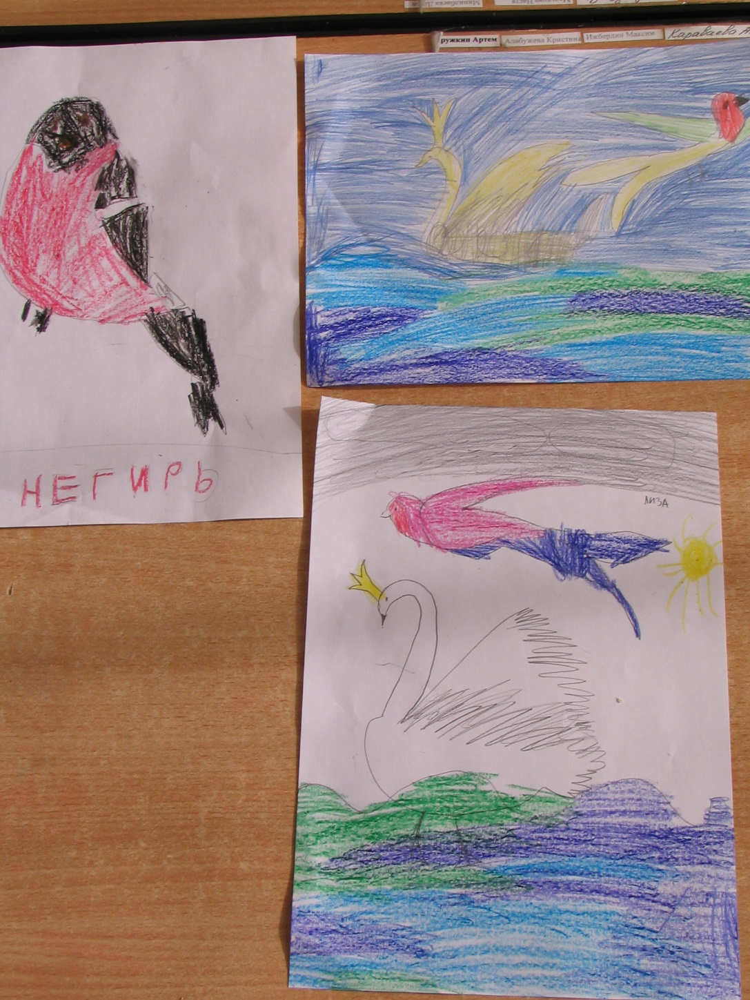 ружкин Артем
Алибужева Кристина
Ижбердин Максим
Караваева А
НЕГИРЬ
ЛИЗА